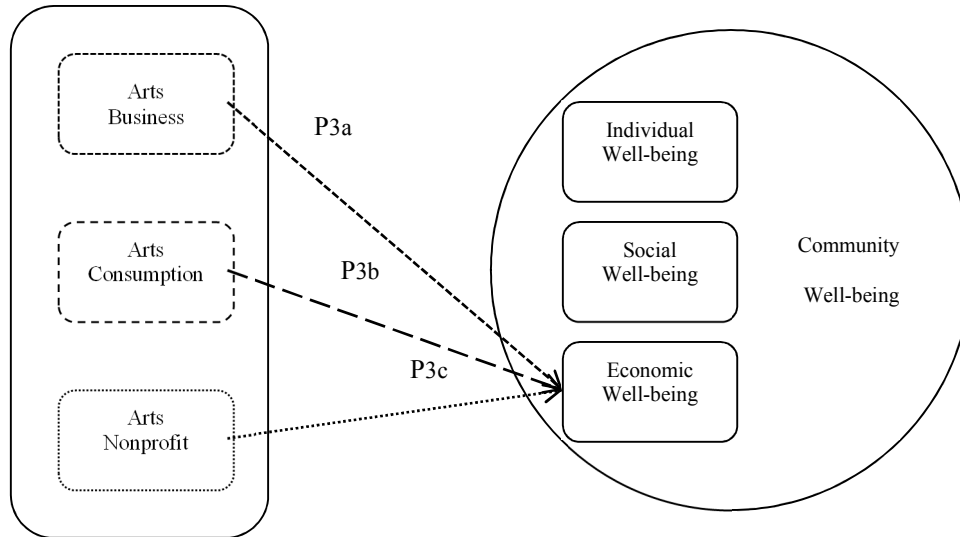 Arts
Business
P3a
Arts
Consumption
P3b
Arts
Nonprofit
P3c
Individual
Well-being
Social
Well-being
Economic
Well-being
Community
Well-being